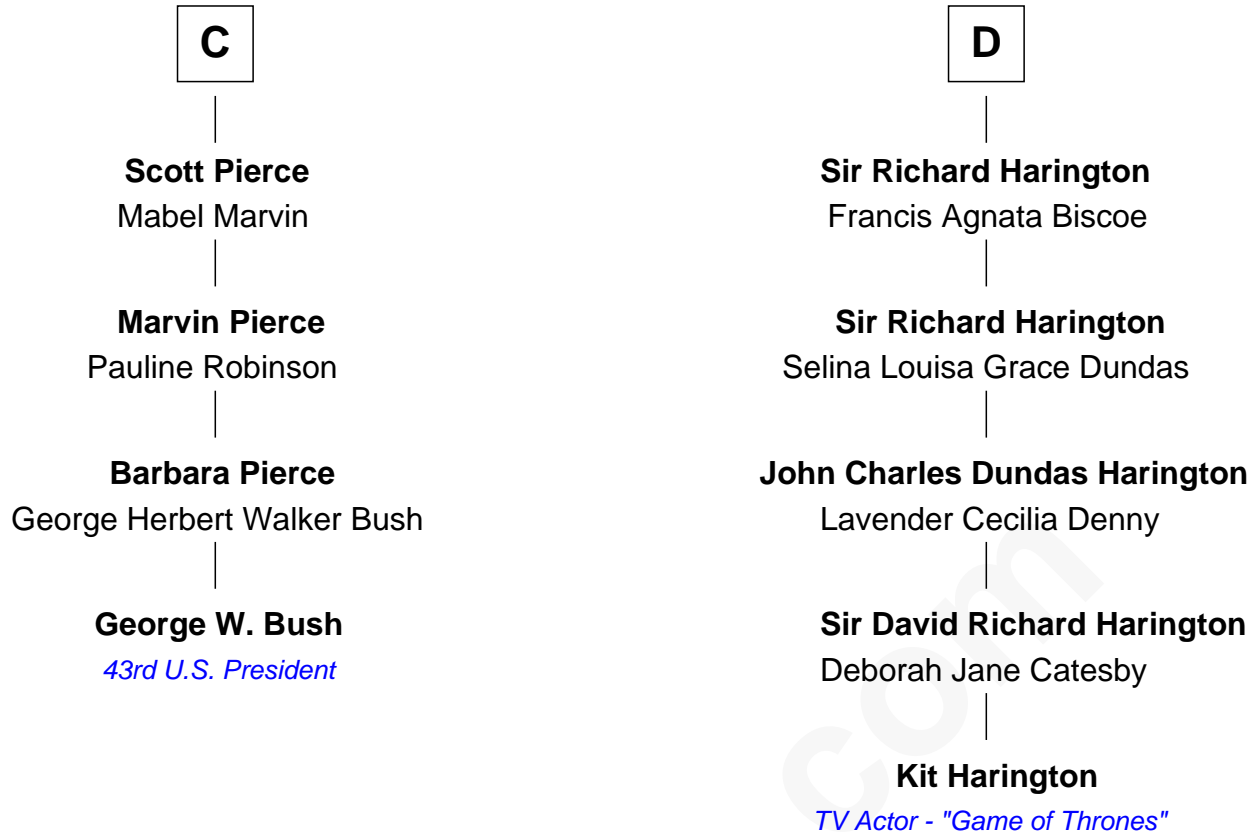 C
Scott Pierce
Mabel Marvin
Marvin Pierce
Pauline Robinson
Barbara Pierce
George Herbert Walker Bush
George W. Bush
43rd U.S. President
D
Sir Richard Harington
Francis Agnata Biscoe
Sir Richard Harington
Selina Louisa Grace Dundas
John Charles Dundas Harington
Lavender Cecilia Denny
Sir David Richard Harington
Deborah Jane Catesby
Kit Harington
TV Actor - "Game of Thrones"
com